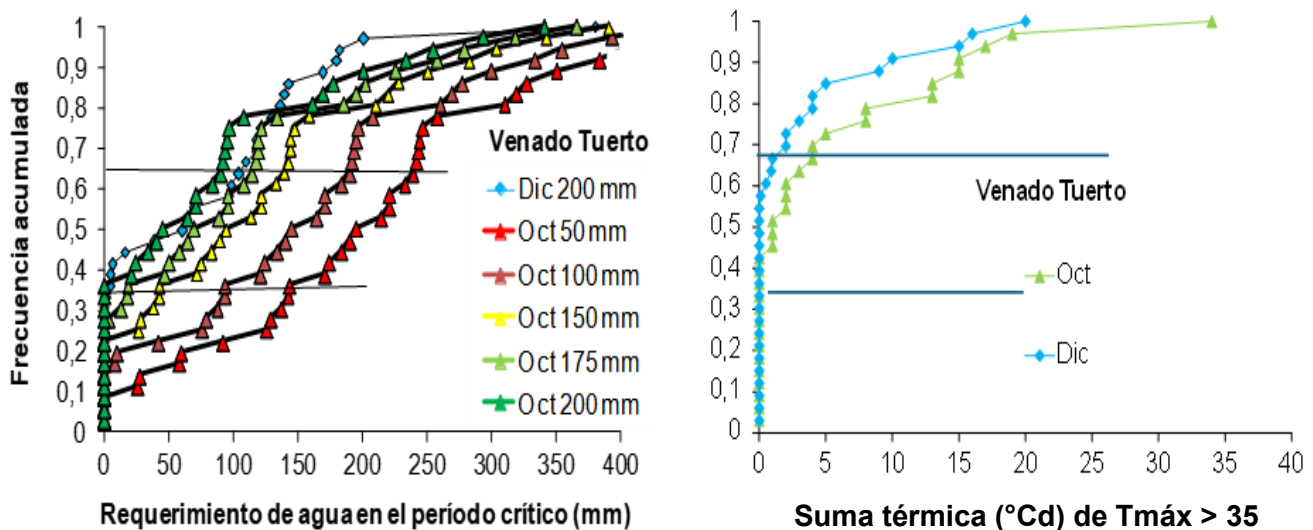 Frecuencia acumulada
1
0,9
0,8
0,7
0,6
0,5
0,4
0,3
0,2
0,1
0
0 50 100 150 200 250 300 350 400
Requerimiento de agua en el período crítico (mm)
Venado Tuerto
Dic 200 mm
Oct 50 mm
Oct 100 mm
Oct 150 mm
Oct 175 mm
Oct 200 mm
1
0,9
0,8
0,7
0,6
0,5
0,4
0,3
0,2
0,1
0
0 5 10 15 20 25 30 35 40
Suma térmica (°Cd) de Tmáx > 35
Venado Tuerto
Oct
Dic